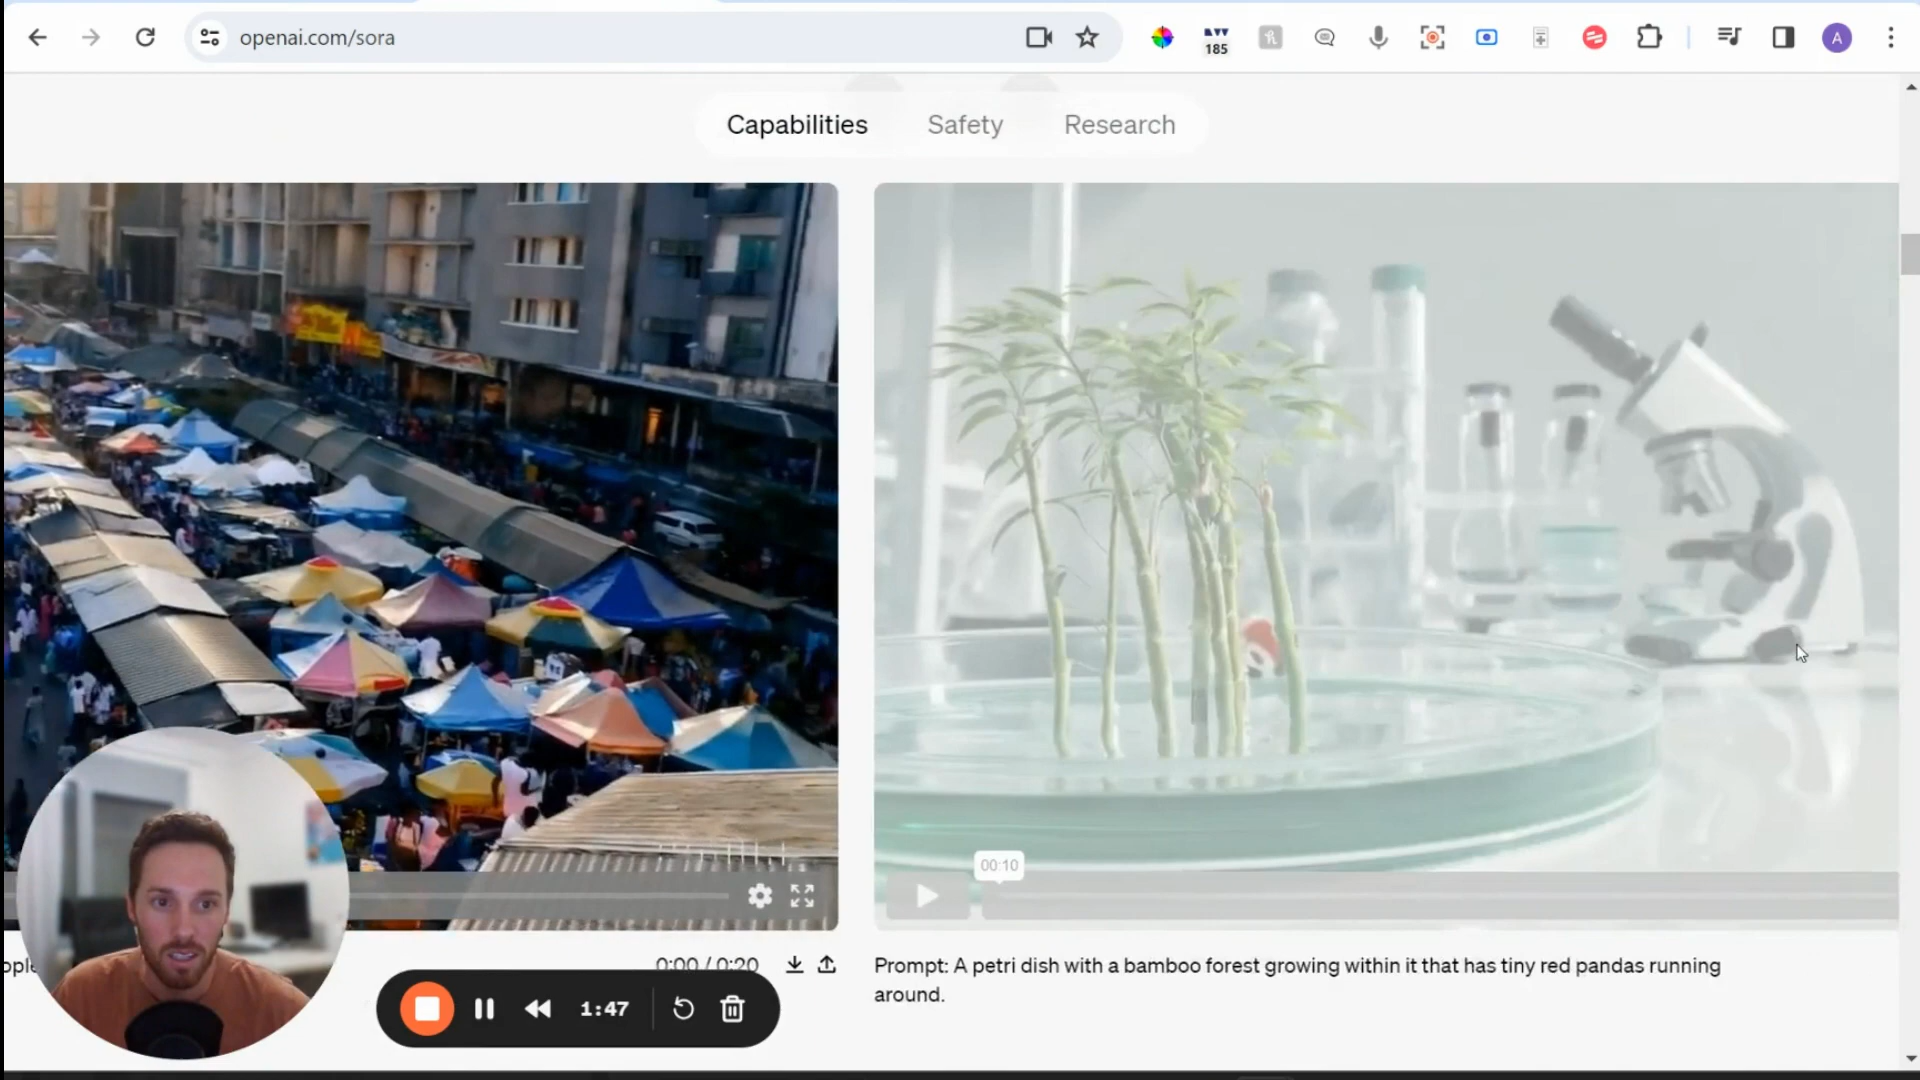 openai.com/sora
185
A
Capabilities
Safety
Research
00:10
0:00 / 0:20
Prompt: A petri dish with a bamboo forest growing within it that has tiny red pandas running
around.
1:47